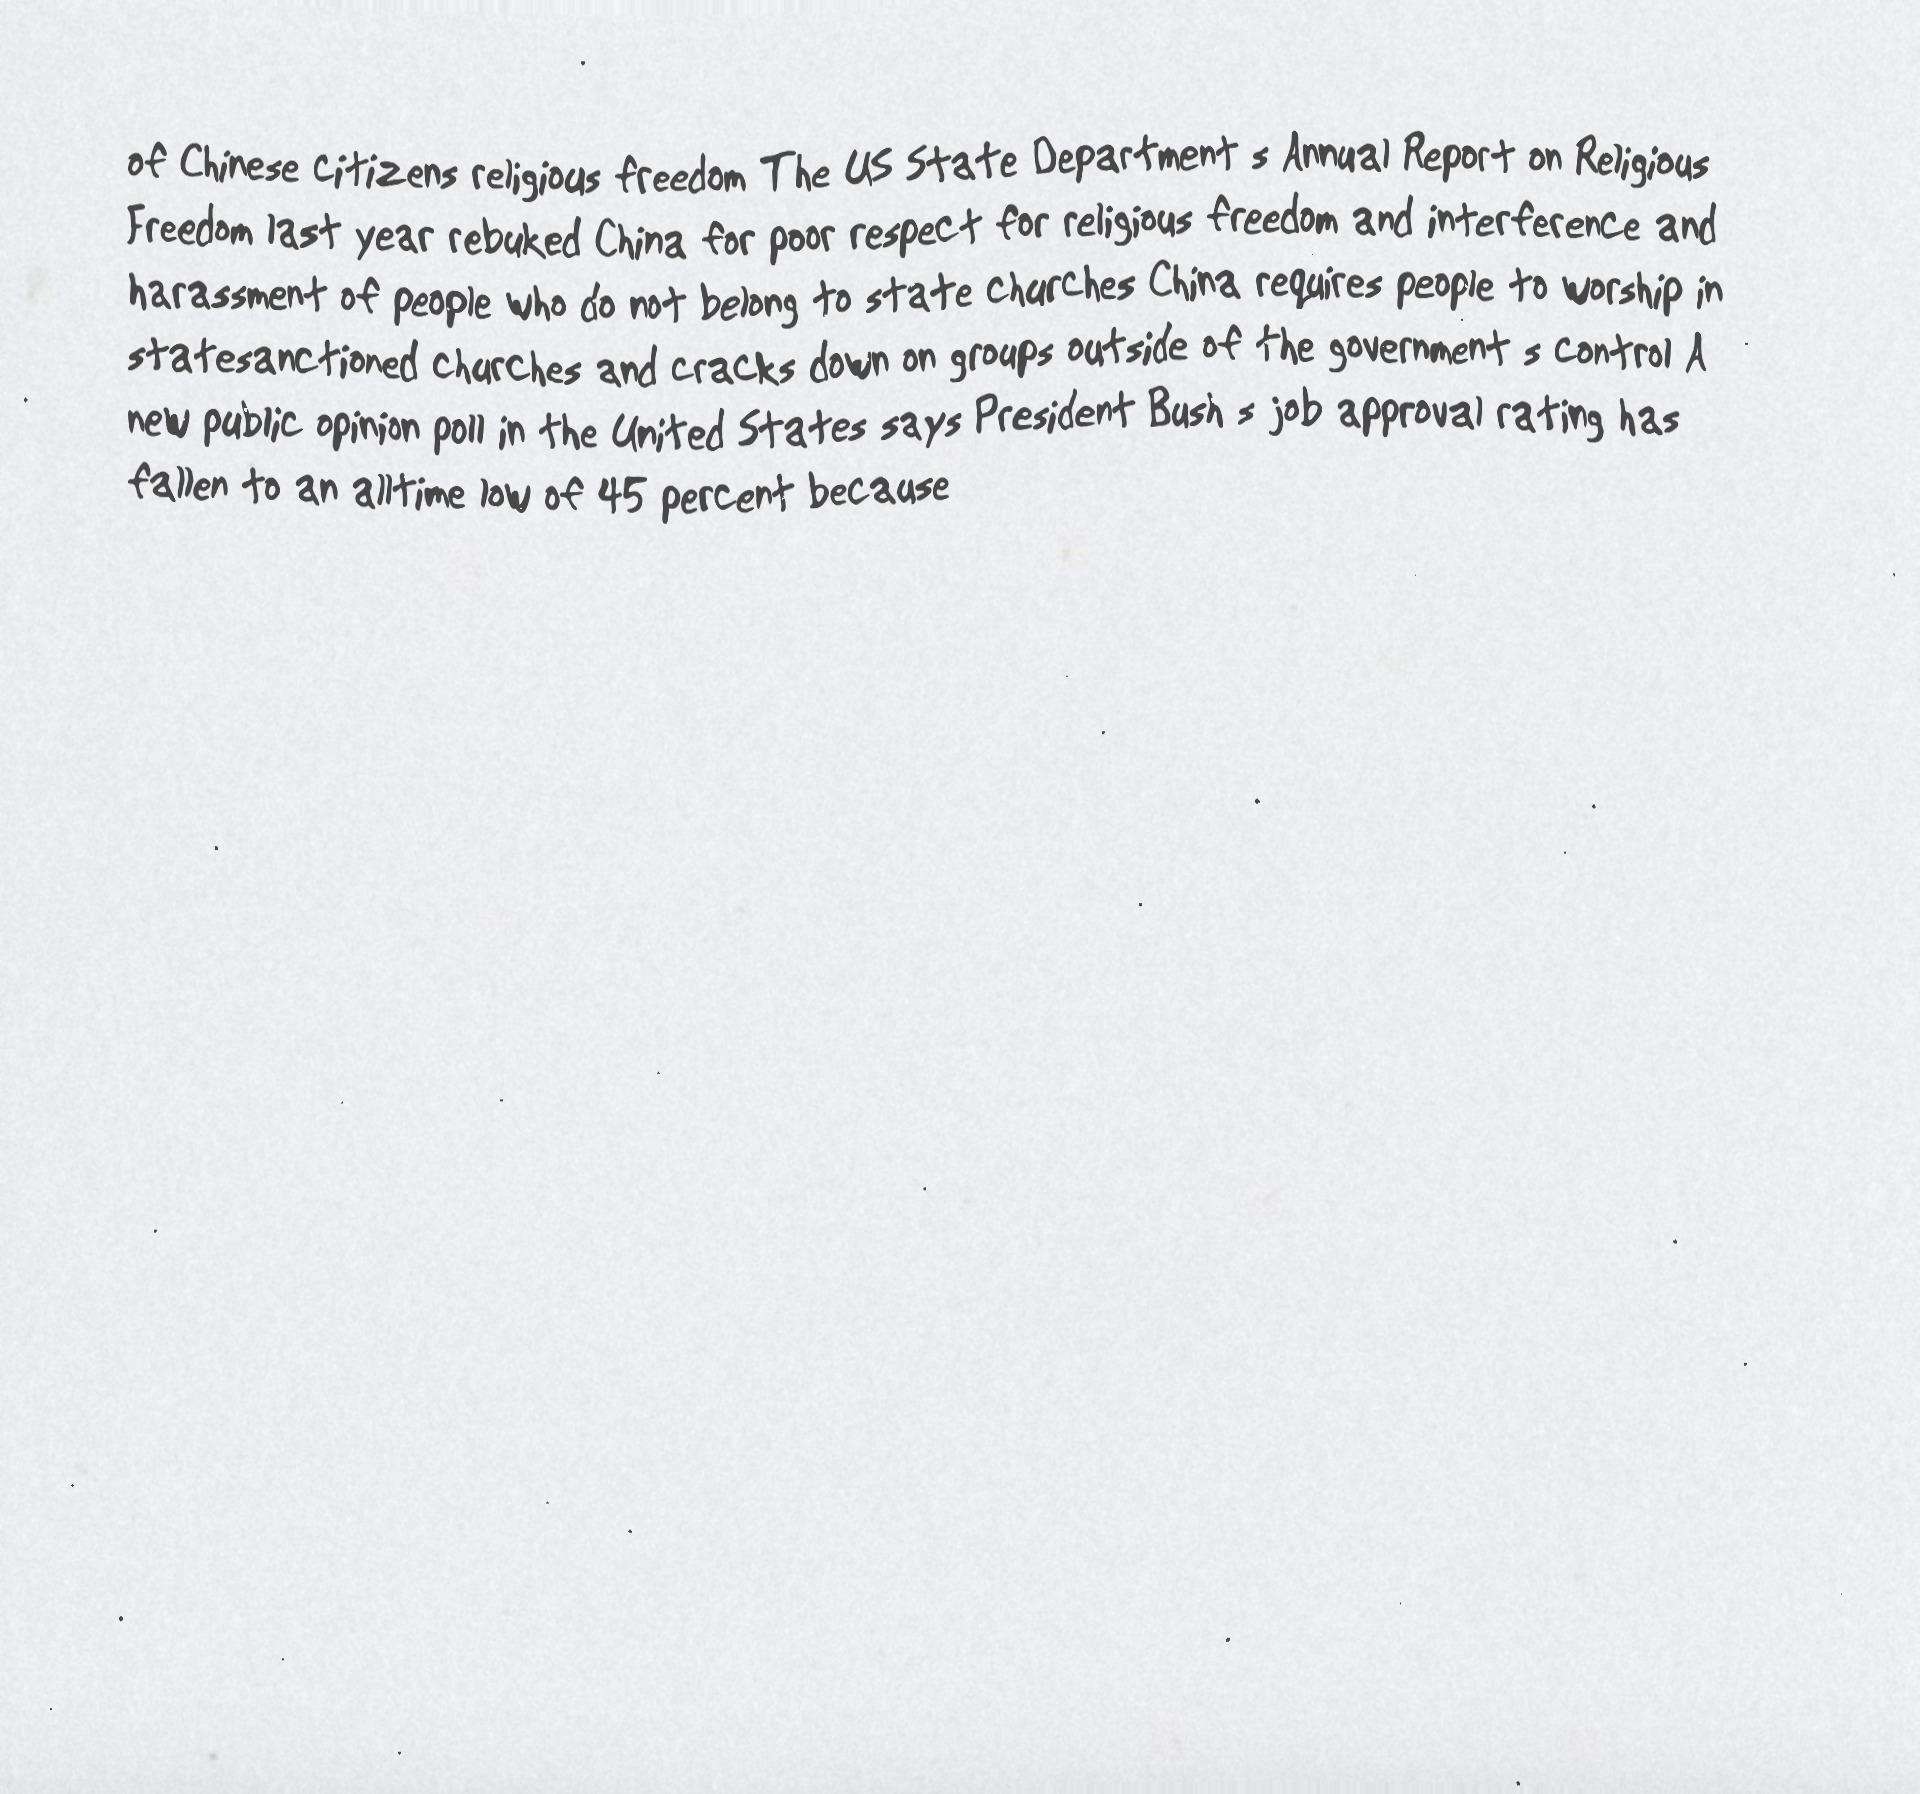 of Chinese citizens religious freedom The US State Department s Annual Report on Religious
Freedom last year rebuked China for poor respect for religious freedom and interference and
harassment of people who do not belong to state churches China requires people to worship in
statesanctioned churches and cracks down on groups outside of the government s control A
new public opinion poll in the United States says President Bush s job approval rating has
fallen to an alltime low of 45 percent because